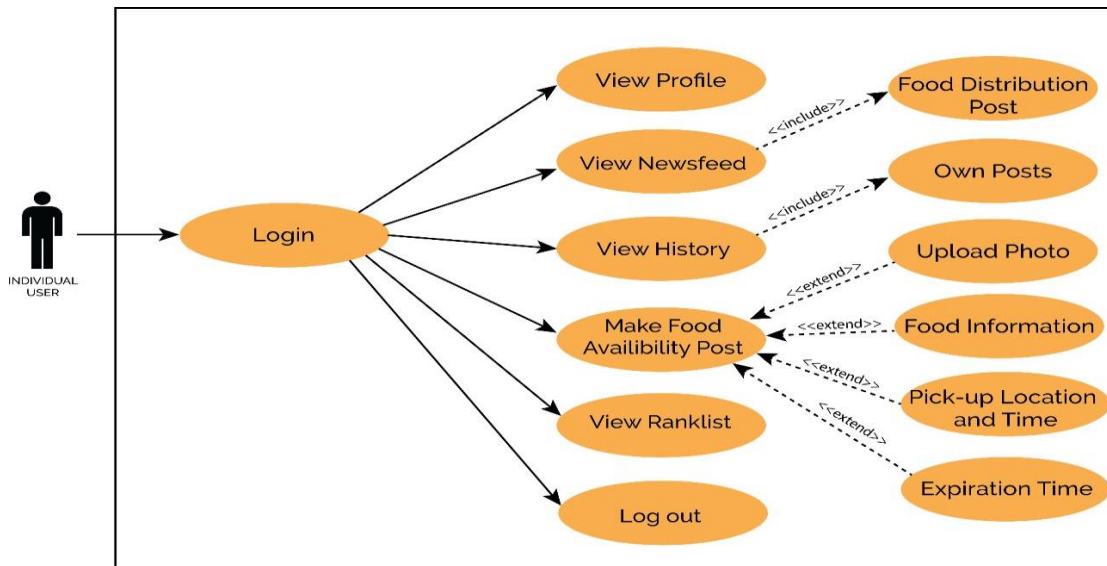 INDIVIDUAL
USER
Login
View Profile
View Newsfeed
View History
Make Food
Availibility Post
View Ranklist
Log out
<<include>>
<<include>>
<<extend>>
<<extend>>
<<extend>>
<<extend>>
Food Distribution
Post
Own Posts
Upload Photo
Food Information
Pick-up Location
and Time
Expiration Time